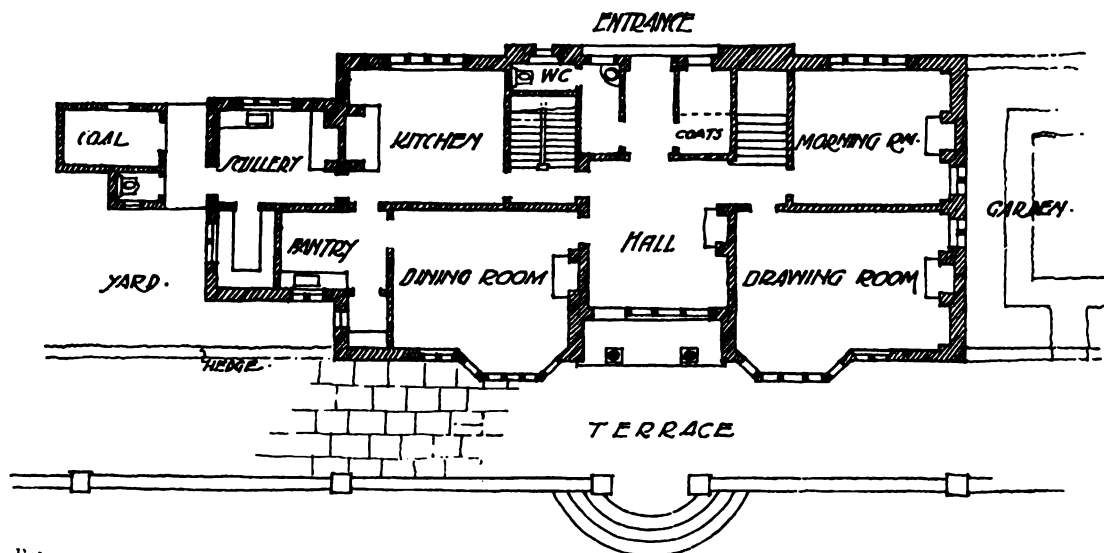 ENTRANCE
WC
COAL
KITCHEN
COATS
MORNING RM.
SCULLERY
GARDEN.
PANTRY
HALL
YARD.
DINING ROOM
DRAWING ROOM
HEDGE.
TERRACE